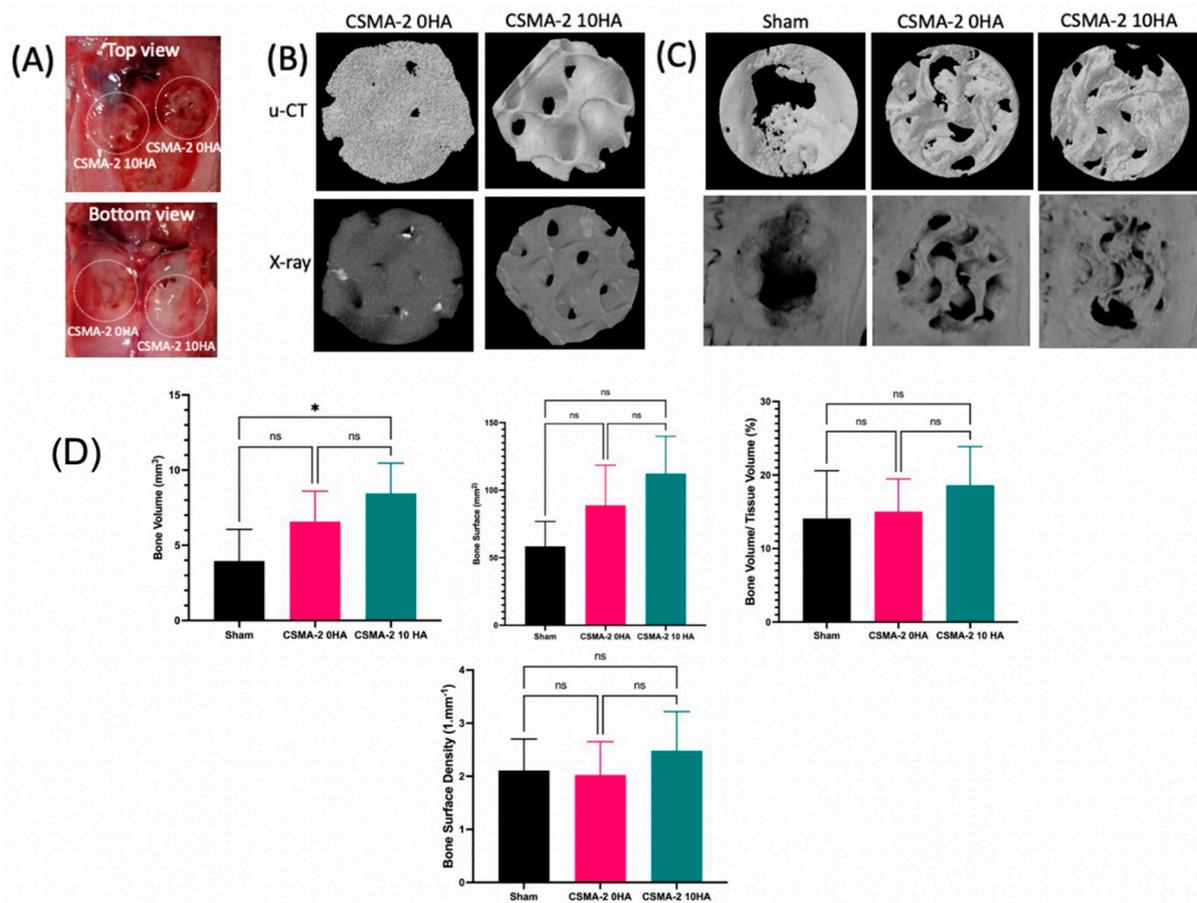 (A)
Top view
CSMA-2 10HA
CSMA-2 0HA
Bottom view
CSMA-2 0HA
CSMA-2 10HA
(B)
CSMA-2 0HA
CSMA-2 10HA
u-CT
X-ray
(C)
Sham
CSMA-2 0HA
CSMA-2 10HA
(D)
Bone Volume (mm³)
15
10
5
0
*
ns
ns
Sham
CSMA-2 0HA
CSMA-2 10 HA
Bone Surface (mm²)
150
100
50
0
ns
ns
ns
Sham
CSMA-2 0HA
CSMA-2 10 HA
Bone Volume/ Tissue Volume (%)
30
20
10
0
ns
ns
ns
Sham
CSMA-2 0HA
CSMA-2 10 HA
Bone Surface Density (1.mm⁻¹)
4
3
2
1
0
ns
ns
ns
Sham
CSMA-2 0HA
CSMA-2 10HA